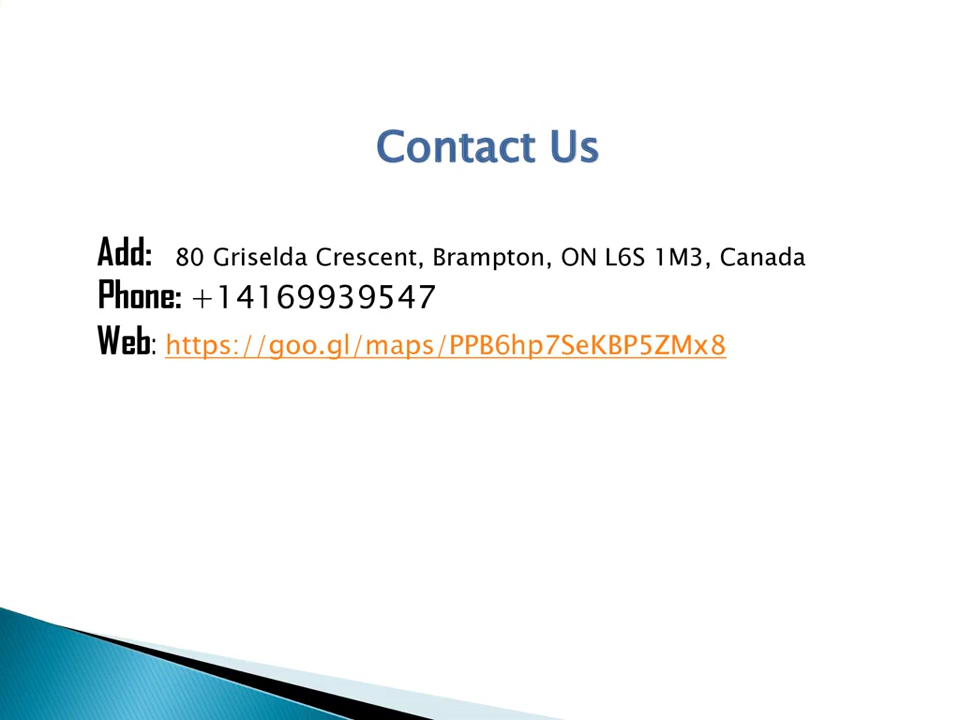 Contact Us
Add: 80 Griselda Crescent, Brampton, ON L6S 1M3, Canada
Phone: +14169939547
Web: https://goo.gl/maps/PPB6hp7SeKBP5ZMx8